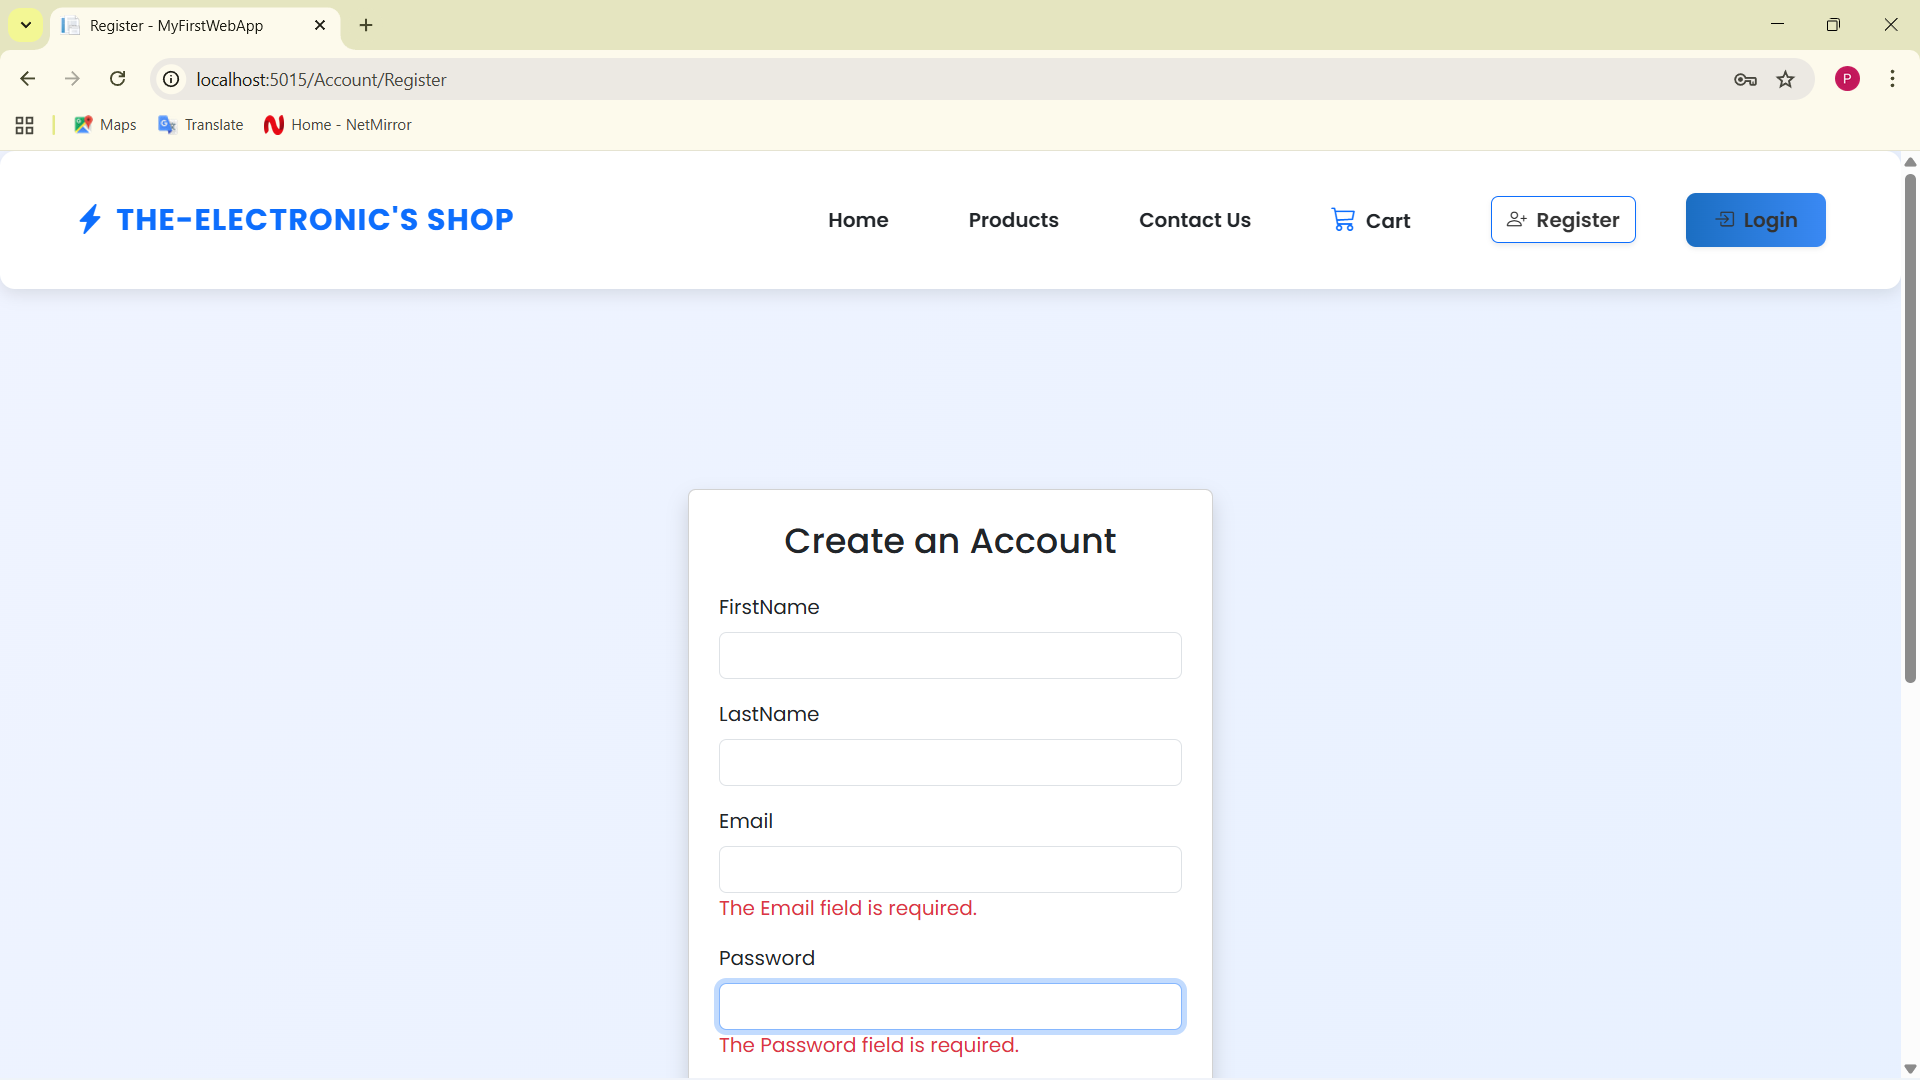 Register - MyFirstWebApp
localhost:5015/Account/Register
P
Maps Translate Home - NetMirror
THE-ELECTRONIC'S SHOP Home Products Contact Us Cart Register Login
Create an Account
FirstName
LastName
Email
The Email field is required.
Password
The Password field is required.